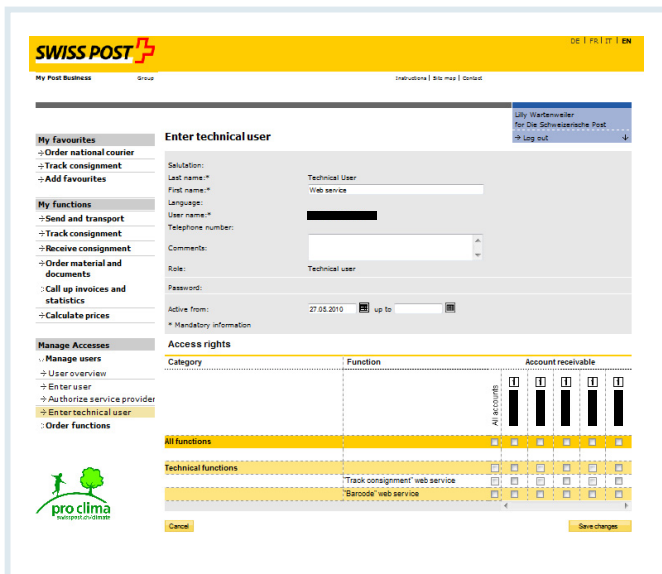 SWISS POST
DE | FR | IT | EN
My Post Business
Group
Instructions | Site map | Contact
Lilly Wartenweiler
for Die Schweizerische Post
Log out
My favourites
Order national courier
Track consignment
Add favourites
My functions
Send and transport
Track consignment
Receive consignment
Order material and
documents
Call up invoices and
statistics
Calculate prices
Manage Accesses
Manage users
User overview
Enter user
Authorize service provider
Enter technical user
Order functions
pro clima
swisspost.ch/climate
Enter technical user
Salutation:
Last name:* Technical User
First name:* Web service
Language:
User name:*
Telephone number:
Comments:
Role: Technical user
Password:
Active from: 27.05.2010 up to
* Mandatory information
Access rights
Category Function Account receivable
All accounts
All functions
Technical functions
"Track consignment" web service
"Barcode" web service
Cancel
Save changes